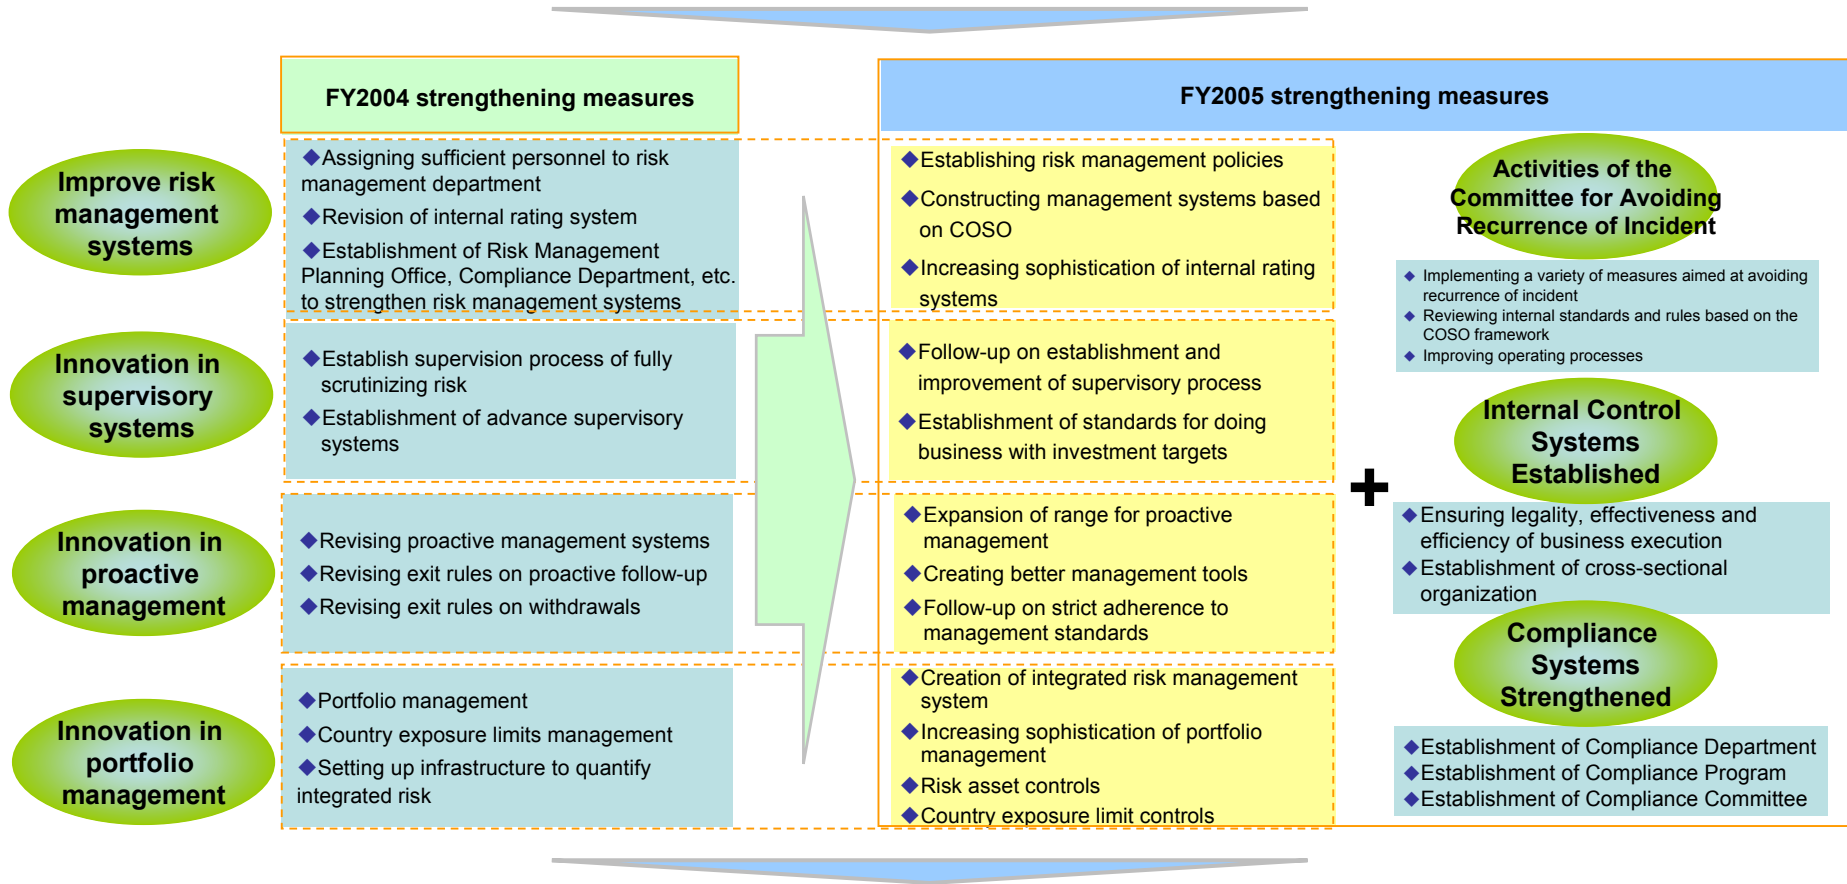 FY2004 strengthening measures
FY2005 strengthening measures
Improve risk
management
systems
◆Assigning sufficient personnel to risk
management department
◆Revision of internal rating system
◆Establishment of Risk Management
Planning Office, Compliance Department, etc.
to strengthen risk management systems
◆Establishing risk management policies
◆Constructing management systems based
on COSO
◆Increasing sophistication of internal rating
systems
Innovation in
supervisory
systems
◆Establish supervision process of fully
scrutinizing risk
◆Establishment of advance supervisory
systems
◆Follow-up on establishment and
improvement of supervisory process
◆Establishment of standards for doing
business with investment targets
Innovation in
proactive
management
◆Revising proactive management systems
◆Revising exit rules on proactive follow-up
◆Revising exit rules on withdrawals
◆Expansion of range for proactive
management
◆Creating better management tools
◆Follow-up on strict adherence to
management standards
Innovation in
portfolio
management
◆Portfolio management
◆Country exposure limits management
◆Setting up infrastructure to quantify
integrated risk
◆Creation of integrated risk management
system
◆Increasing sophistication of portfolio
management
◆Risk asset controls
◆Country exposure limit controls
+
Activities of the
Committee for Avoiding
Recurrence of Incident
◆ Implementing a variety of measures aimed at avoiding
recurrence of incident
◆ Reviewing internal standards and rules based on the
COSO framework
◆ Improving operating processes
Internal Control
Systems
Established
◆Ensuring legality, effectiveness and
efficiency of business execution
◆Establishment of cross-sectional
organization
Compliance
Systems
Strengthened
◆Establishment of Compliance Department
◆Establishment of Compliance Program
◆Establishment of Compliance Committee